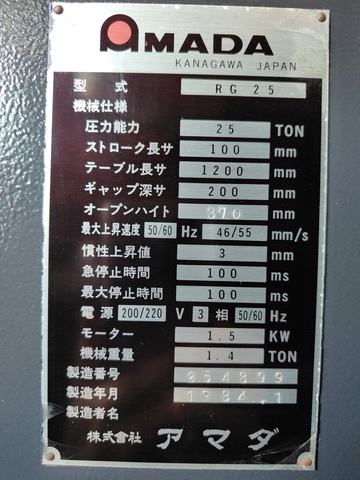 AMADA
KANAGAWA JAPAN
型式 RG25
機械仕様
圧力能力 25 TON
ストローク長サ 100 mm
テーブル長サ 1200 mm
ギャップ深サ 200 mm
オープンハイト 370 mm
最大上昇速度 50/60 Hz 46/55 mm/s
慣性上昇値 3 mm
急停止時間 100 ms
最大停止時間 100 ms
電源 200/220 V 3 相 50/60 Hz
モーター 1.5 KW
機械重量 1.4 TON
製造番号
製造年月 1984.1
製造者名
株式会社 アマダ